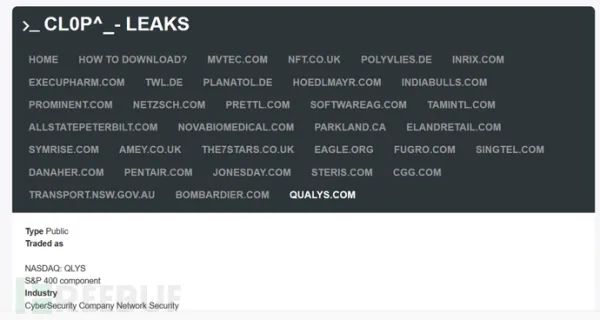 >_ CL0P^_- LEAKS
HOME HOW TO DOWNLOAD? MVTEC.COM NFT.CO.UK POLYVLIES.DE INRIX.COM
EXECUPHARM.COM TWL.DE PLANATOL.DE HOEDLMAYR.COM INDIABULLS.COM
PROMINENT.COM NETZSCH.COM PRETTL.COM SOFTWAREAG.COM TAMINTL.COM
ALLSTATEPETERBILT.COM NOVABIOMEDICAL.COM PARKLAND.CA ELANDRETAIL.COM
SYMRISE.COM AMEY.CO.UK THE7STARS.CO.UK EAGLE.ORG FUGRO.COM SINGTEL.COM
DANAHER.COM PENTAIR.COM JONESDAY.COM STERIS.COM CGG.COM
TRANSPORT.NSW.GOV.AU BOMBARDIER.COM QUALYS.COM
Type Public
Traded as
NASDAQ: QLYS
S&P 400 component
Industry
CyberSecurity Company Network Security
REEBUF